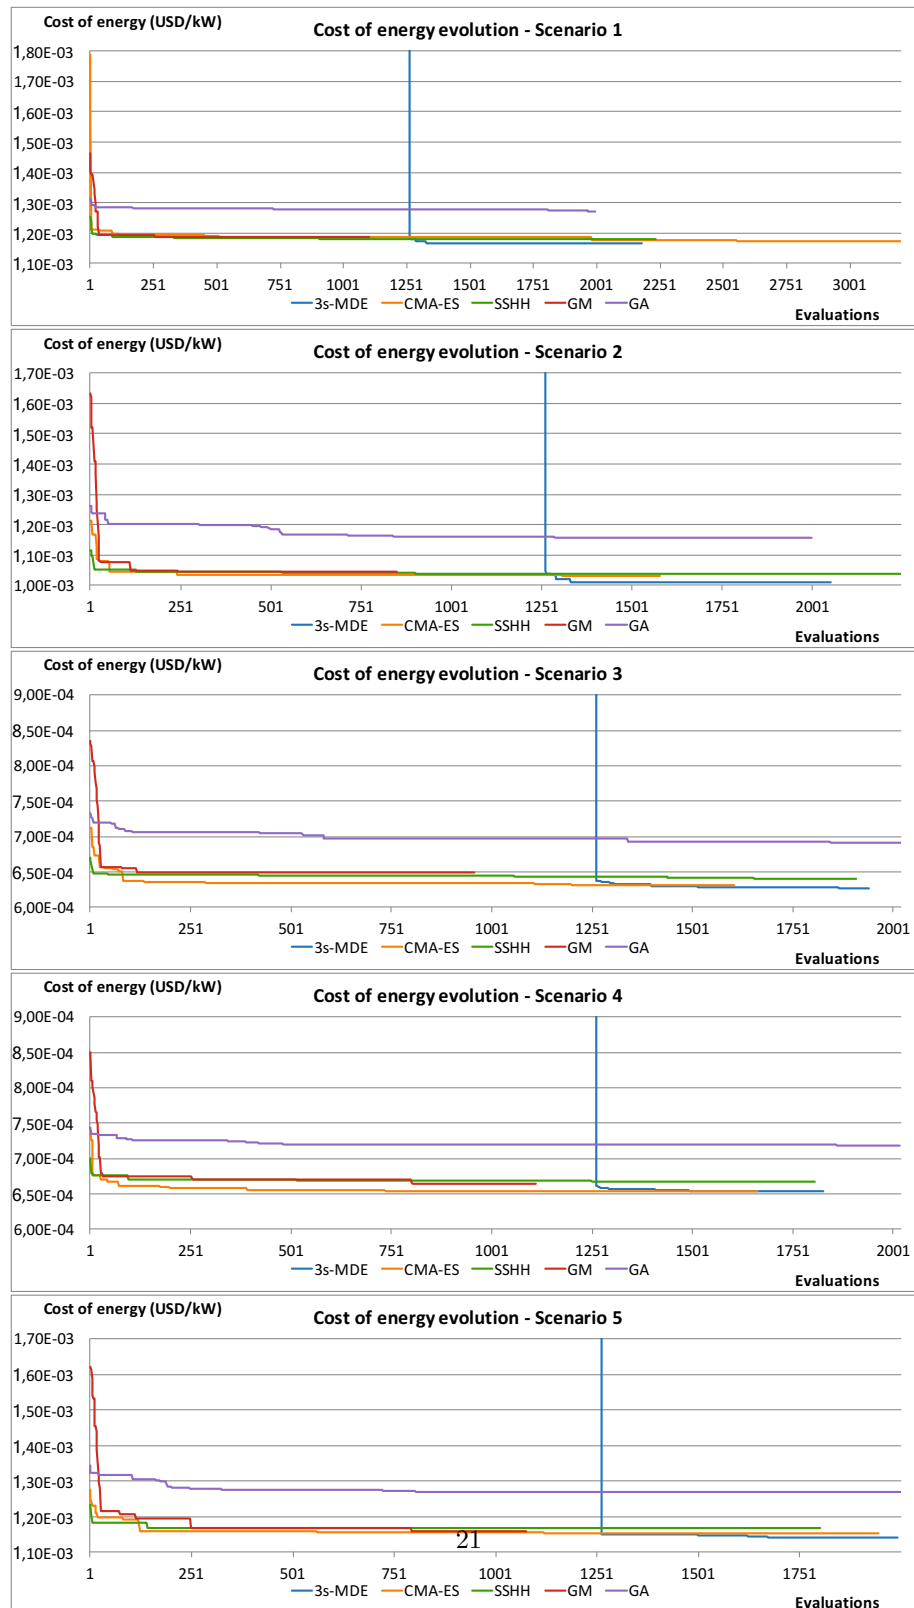 Cost of energy (USD/kW)
Cost of energy evolution - Scenario 1
1,80E-03
1,70E-03
1,60E-03
1,50E-03
1,40E-03
1,30E-03
1,20E-03
1,10E-03
1 251 501 751 1001 1251 1501 1751 2001 2251 2501 2751 3001
3s-MDE CMA-ES SSHH GM GA
Evaluations
Cost of energy (USD/kW)
Cost of energy evolution - Scenario 2
1,70E-03
1,60E-03
1,50E-03
1,40E-03
1,30E-03
1,20E-03
1,10E-03
1,00E-03
1 251 501 751 1001 1251 1501 1751 2001
3s-MDE CMA-ES SSHH GM GA
Evaluations
Cost of energy (USD/kW)
Cost of energy evolution - Scenario 3
9,00E-04
8,50E-04
8,00E-04
7,50E-04
7,00E-04
6,50E-04
6,00E-04
1 251 501 751 1001 1251 1501 1751 2001
3s-MDE CMA-ES SSHH GM GA
Evaluations
Cost of energy (USD/kW)
Cost of energy evolution - Scenario 4
9,00E-04
8,50E-04
8,00E-04
7,50E-04
7,00E-04
6,50E-04
6,00E-04
1 251 501 751 1001 1251 1501 1751 2001
3s-MDE CMA-ES SSHH GM GA
Evaluations
Cost of energy (USD/kW)
Cost of energy evolution - Scenario 5
1,70E-03
1,60E-03
1,50E-03
1,40E-03
1,30E-03
1,20E-03
1,10E-03
21
1 251 501 751 1001 1251 1501 1751
3s-MDE CMA-ES SSHH GM GA
Evaluations